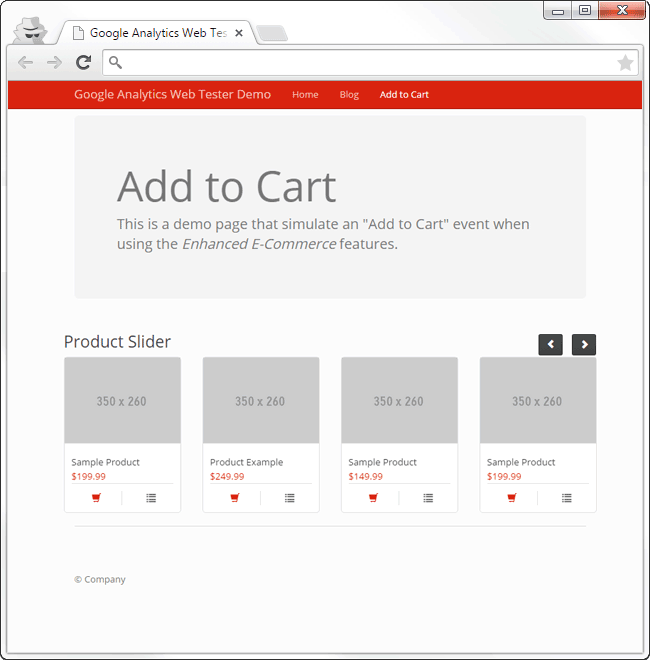 Google Analytics Web Tes
Google Analytics Web Tester Demo Home Blog Add to Cart
Add to Cart
This is a demo page that simulate an "Add to Cart" event when
using the Enhanced E-Commerce features.
Product Slider
350 x 260 350 x 260 350 x 260 350 x 260
Sample Product Product Example Sample Product Sample Product
$199.99 $249.99 $149.99 $199.99
© Company